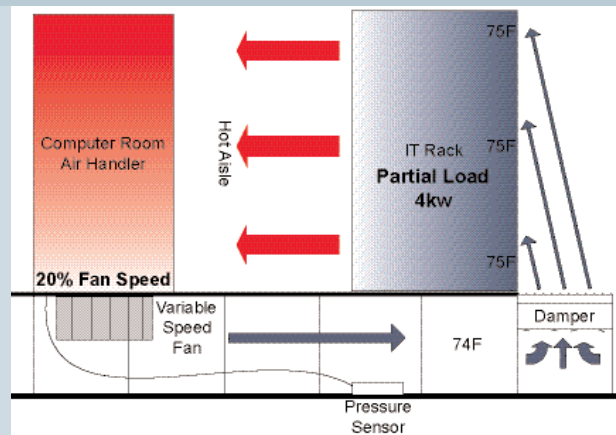 75F
Computer Room
Air Handler
Hot Aisle
75F
IT Rack
Partial Load
4kw
75F
20% Fan Speed
Variable
Speed
Fan
74F
Damper
Pressure
Sensor